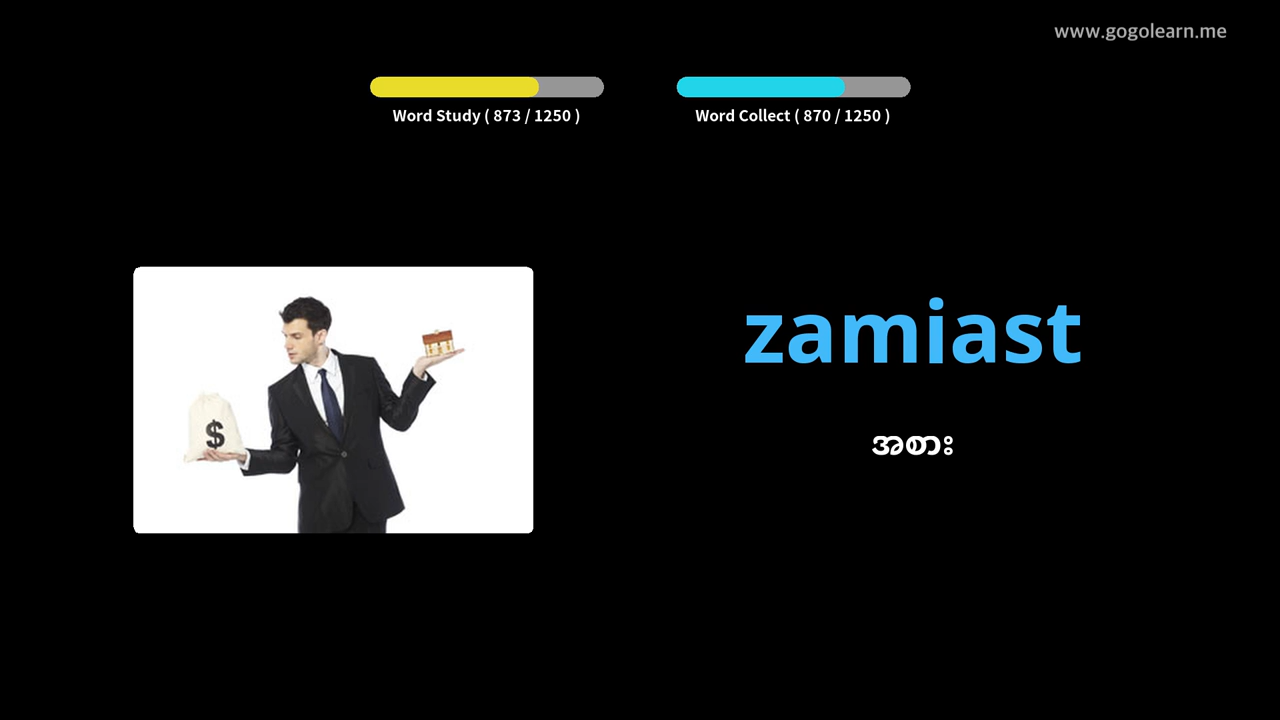 www.gogolearn.me
Word Study ( 873 / 1250 )
Word Collect ( 870 / 1250 )
zamiast
အစား
$